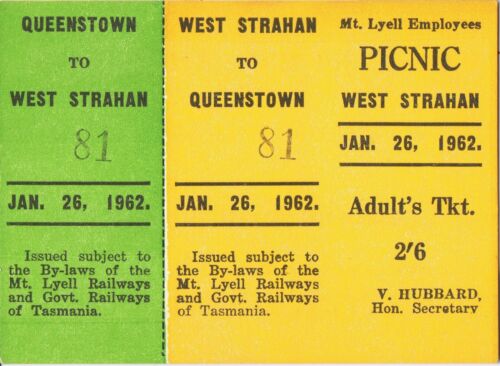 QUEENSTOWN
TO
WEST STRAHAN
81
JAN. 26, 1962.
Issued subject to
the By-laws of the
Mt. Lyell Railways
and Govt. Railways
of Tasmania.
WEST STRAHAN
TO
QUEENSTOWN
81
JAN. 26, 1962.
Issued subject to
the By-laws of the
Mt. Lyell Railways
and Govt. Railways
of Tasmania.
Mt. Lyell Employees
PICNIC
WEST STRAHAN
JAN. 26, 1962.
Adult's Tkt.
2'6
V. HUBBARD,
Hon. Secretary